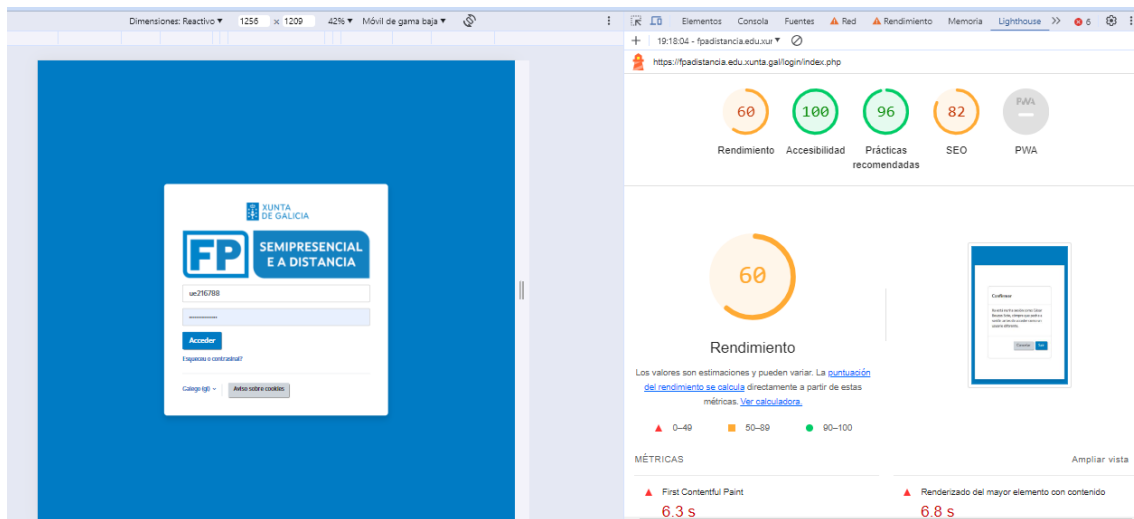 Dimensiones: Reactivo ▼ 1256 × 1209 42% ▼ Móvil de gama baja ▼
Elementos Consola Fuentes Red Rendimiento Memoria Lighthouse >> 6
+ 19:18:04 - fpadistancia.edu.xur ▼
https://fpadistancia.edu.xunta.gal/login/index.php
60 100 96 82 PWA
Rendimiento Accesibilidad Prácticas recomendadas SEO PWA
XUNTA
DE GALICIA
FP SEMIPRESENCIAL
E A DISTANCIA
ue216788
Acceder
Esqueceu o contrasinal?
Galego (gl) Aviso sobre cookies
60
Rendimiento
Los valores son estimaciones y pueden variar. La puntuación
del rendimiento se calcula directamente a partir de estas
métricas. Ver calculadora.
0–49 50–89 90–100
Confirmar
MÉTRICAS Ampliar vista
First Contentful Paint
6.3 s
Renderizado del mayor elemento con contenido
6.8 s